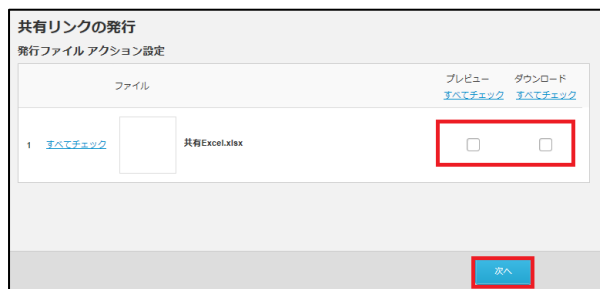 共有リンクの発行
発行ファイル アクション設定
ファイル
プレビュー ダウンロード
すべてチェック すべてチェック
1 すべてチェック 共有Excel.xlsx
次へ